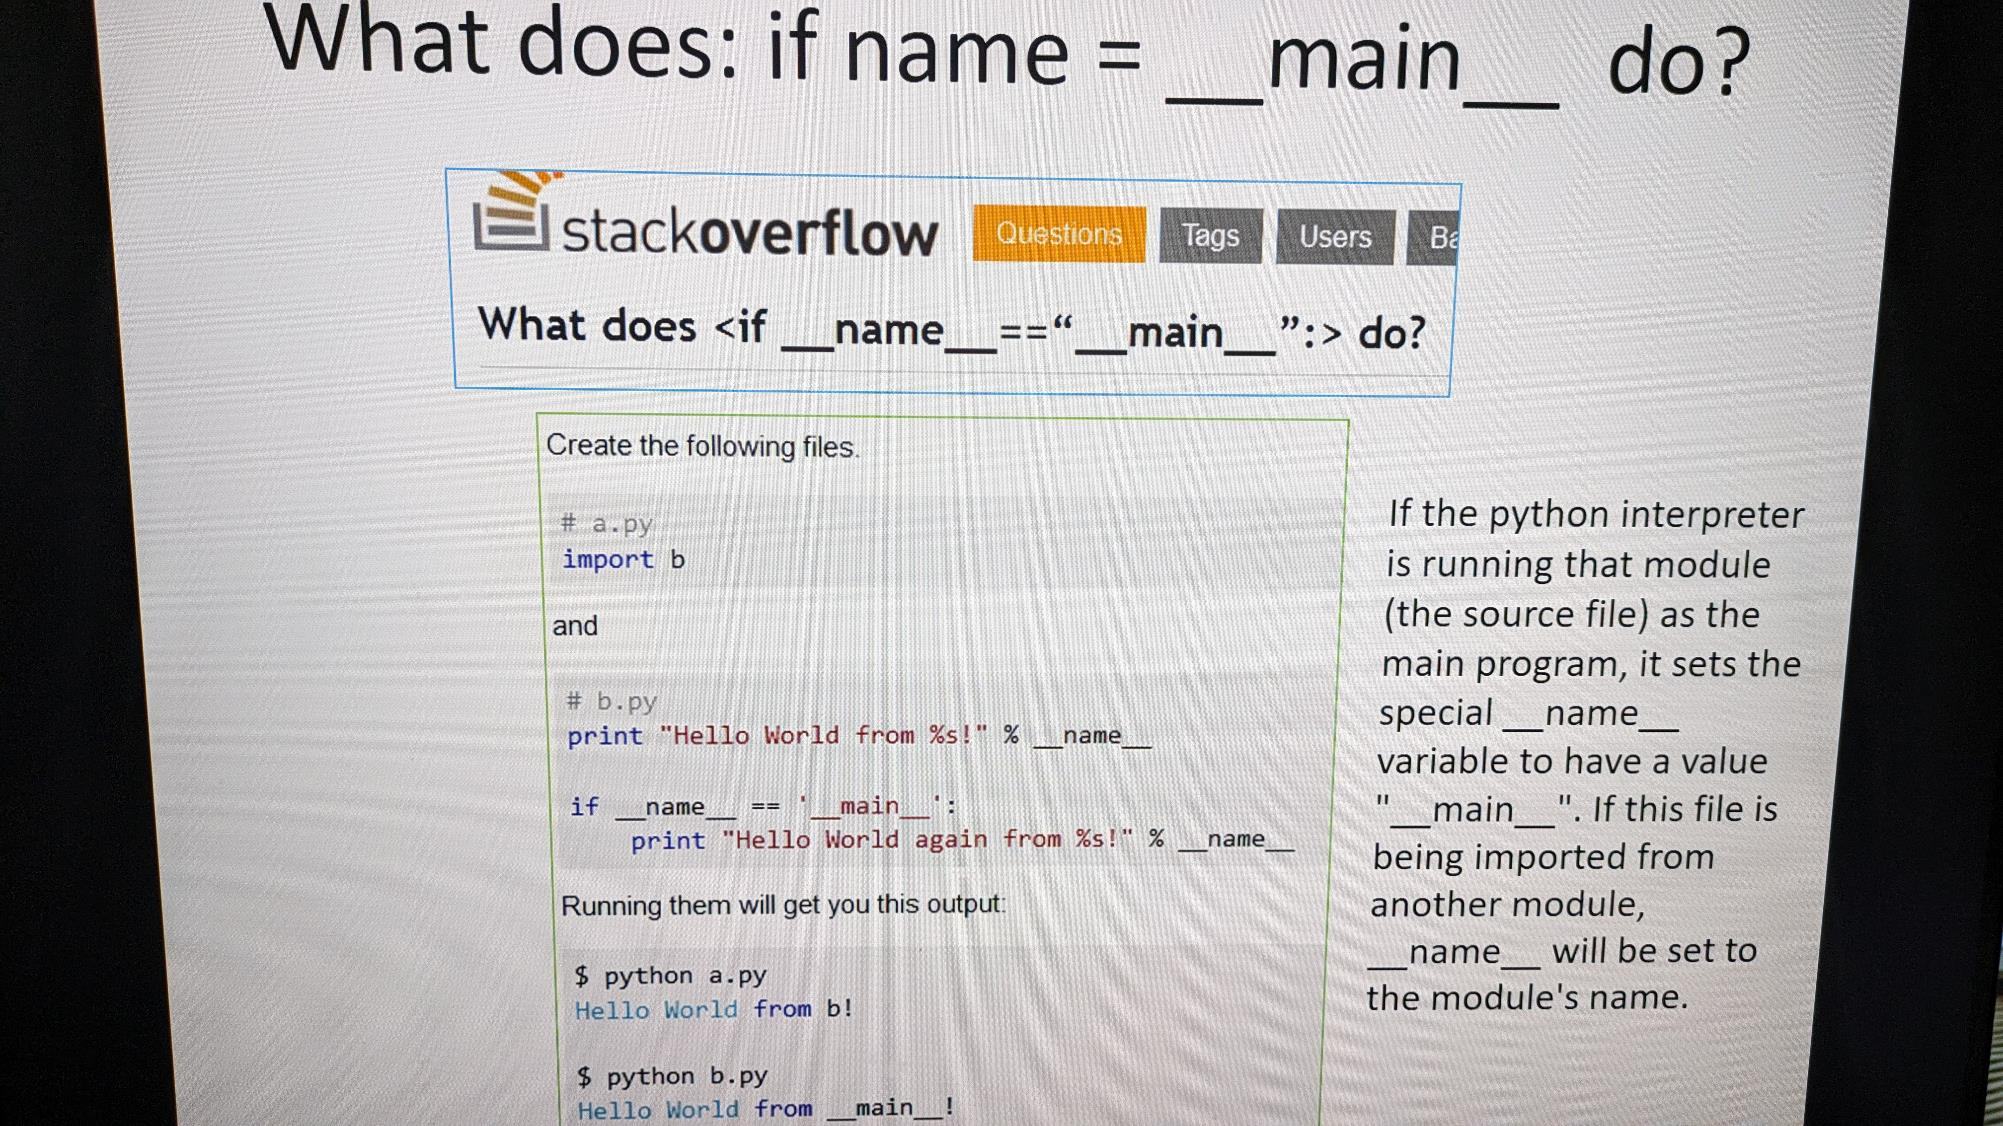 What does: if name = __main__ do?
stackoverflow Questions Tags Users Ba
What does <if __name__==“__main__”:> do?
Create the following files.
# a.py
import b
and
# b.py
print "Hello World from %s!" % __name__
if __name__ == '__main__':
    print "Hello World again from %s!" % __name__
Running them will get you this output:
$ python a.py
Hello World from b!
$ python b.py
Hello World from __main__!
If the python interpreter
is running that module
(the source file) as the
main program, it sets the
special __name__
variable to have a value
"__main__". If this file is
being imported from
another module,
__name__ will be set to
the module's name.